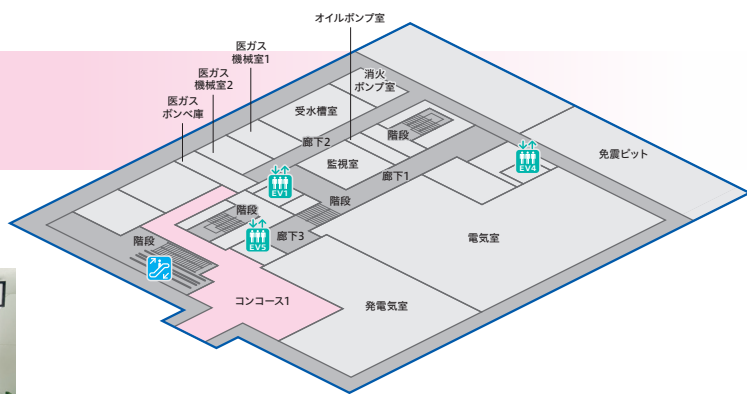 オイルポンプ室
医ガス
機械室1
医ガス
機械室2
医ガス
ボンベ庫
消火
ポンプ室
受水槽室
廊下2
階段
監視室
廊下1
免震ピット
EV4
EV1
階段
階段
EV5
廊下3
電気室
階段
コンコース1
発電気室